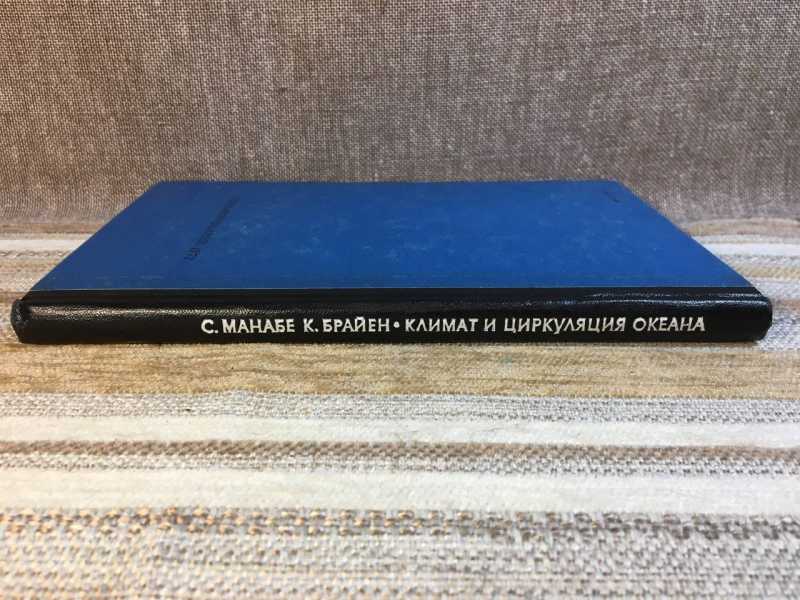 С. МАНАБЕ К. БРАЙЕН • КЛИМАТ И ЦИРКУЛЯЦИЯ ОКЕАНА